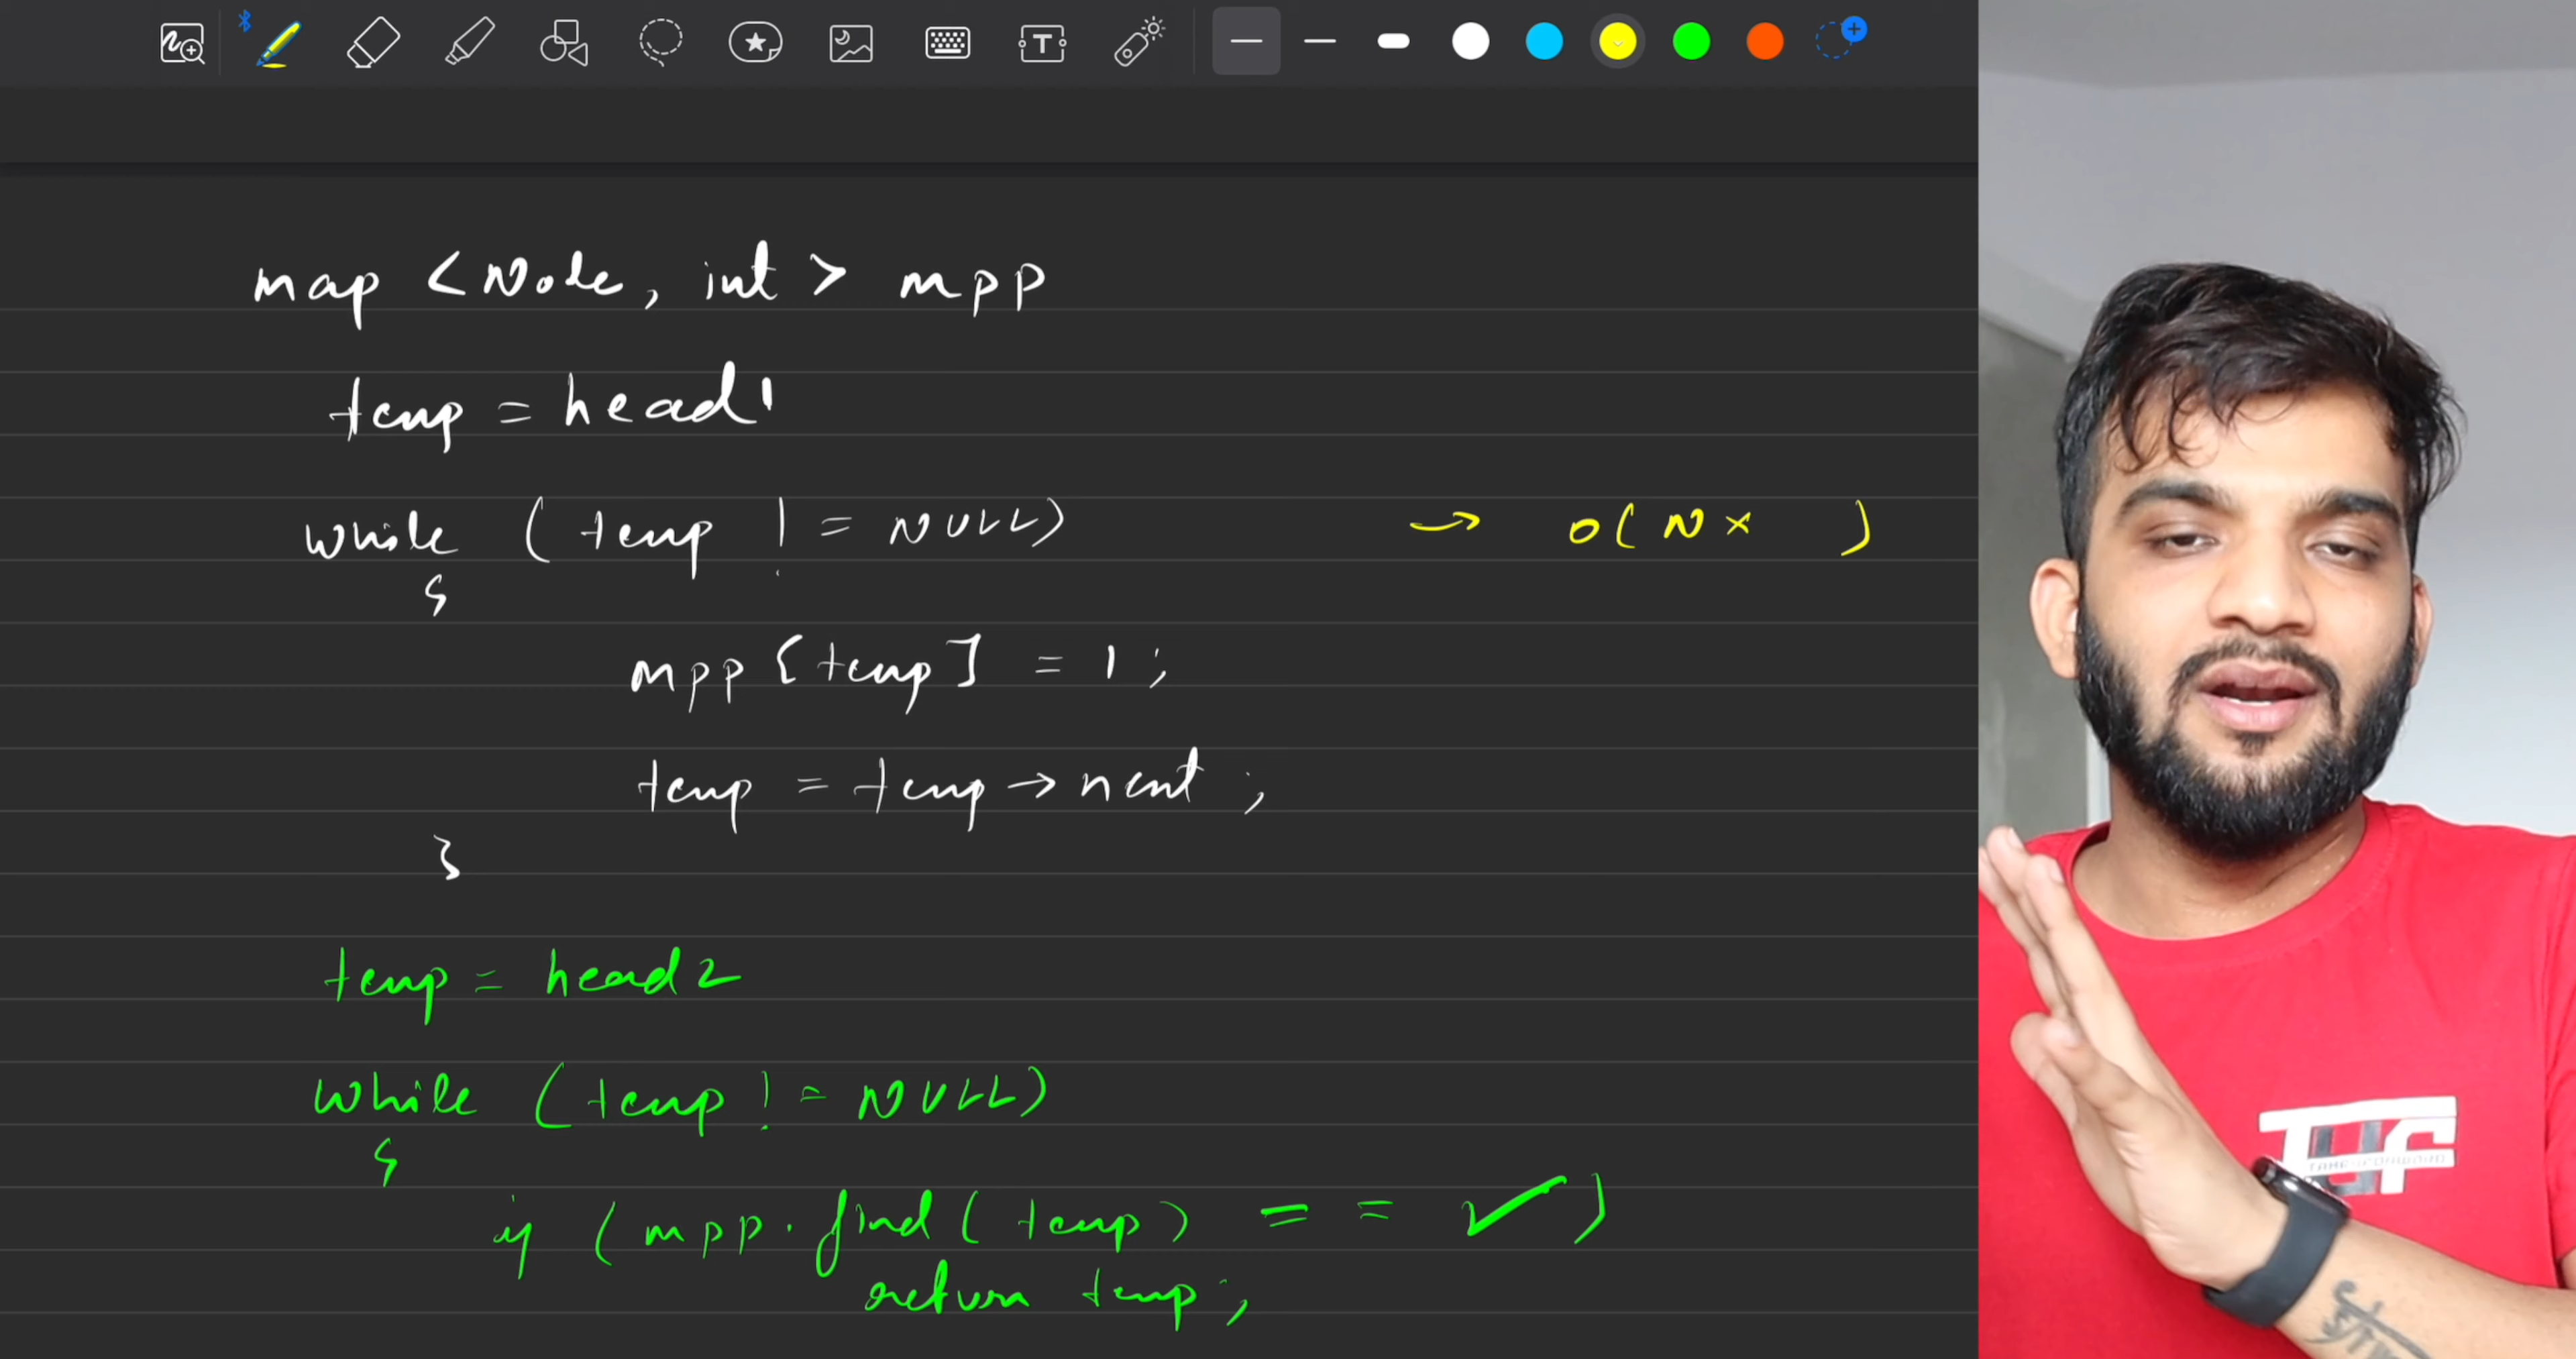 map <Node, int> mpp
temp = head1
while (temp != NULL) → O(N x )
{
mpp[temp] = 1;
temp = temp → next;
}
temp = head2
while (temp != NULL)
{
if (mpp.find(temp) == ✓)
return temp;
TUF